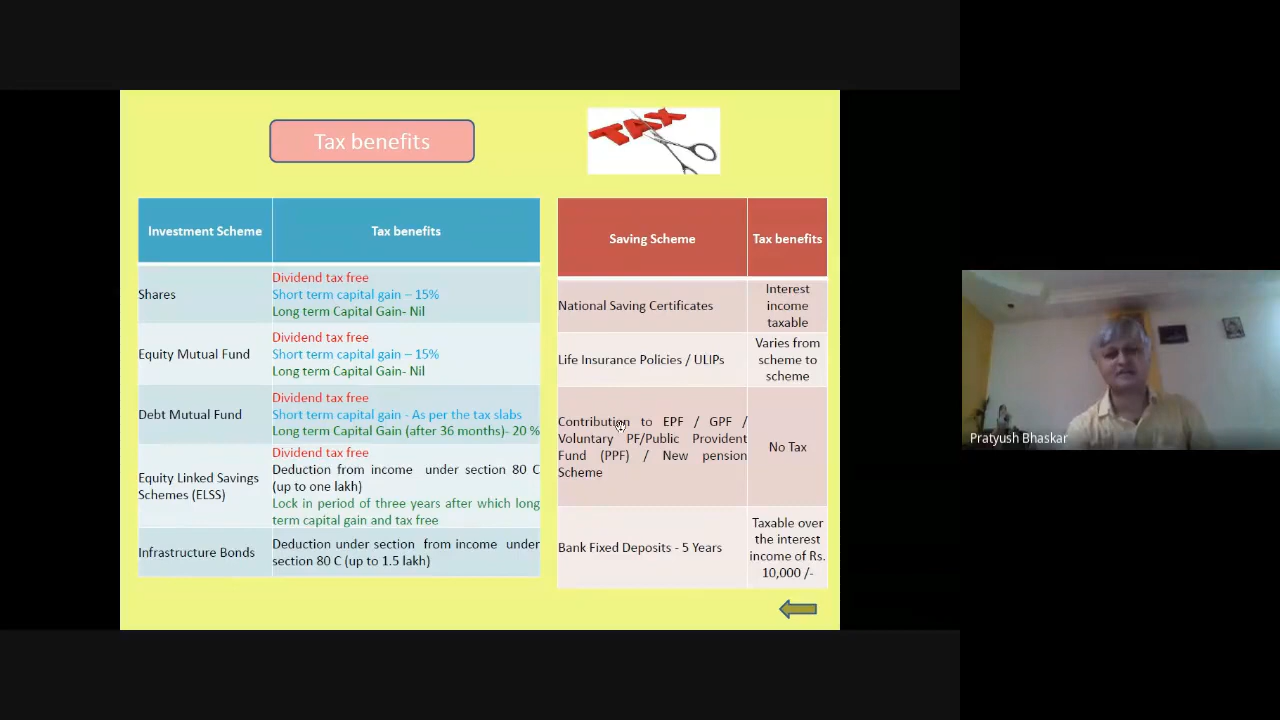 Tax benefits
TAX
Investment Scheme
Tax benefits
Shares
Dividend tax free
Short term capital gain – 15%
Long term Capital Gain- Nil
Equity Mutual Fund
Dividend tax free
Short term capital gain – 15%
Long term Capital Gain- Nil
Debt Mutual Fund
Dividend tax free
Short term capital gain - As per the tax slabs
Long term Capital Gain (after 36 months)- 20 %
Equity Linked Savings
Schemes (ELSS)
Dividend tax free
Deduction from income under section 80 C
(up to one lakh)
Lock in period of three years after which long
term capital gain and tax free
Infrastructure Bonds
Deduction under section from income under
section 80 C (up to 1.5 lakh)
Saving Scheme
Tax benefits
National Saving Certificates
Interest
income
taxable
Life Insurance Policies / ULIPs
Varies from
scheme to
scheme
Contribution to EPF / GPF /
Voluntary PF/Public Provident
Fund (PPF) / New pension
Scheme
No Tax
Bank Fixed Deposits - 5 Years
Taxable over
the interest
income of Rs.
10,000 /-
Pratyush Bhaskar